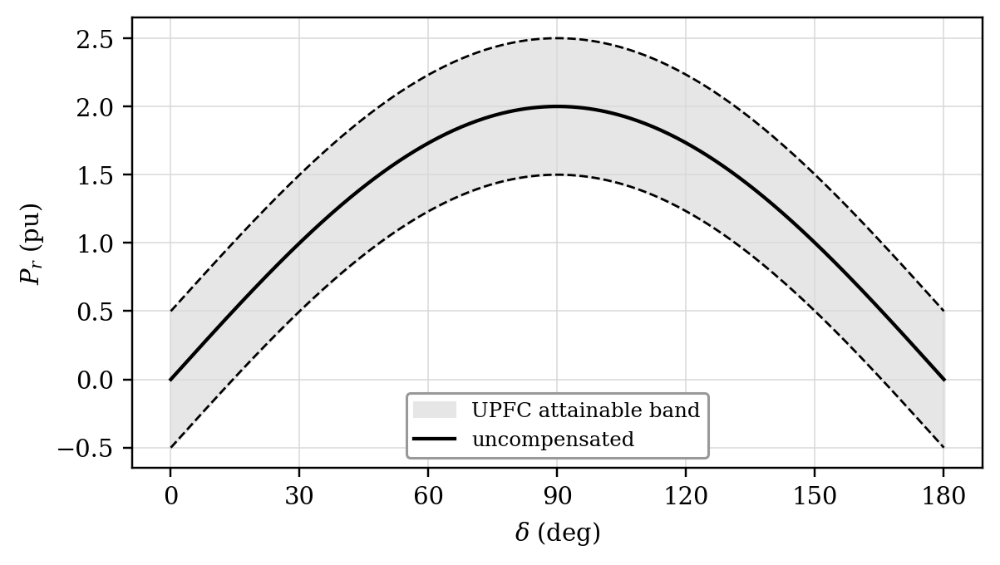 2.5
2.0
1.5
1.0
0.5
0.0
−0.5
P_r (pu)
UPFC attainable band
uncompensated
0 30 60 90 120 150 180
δ (deg)